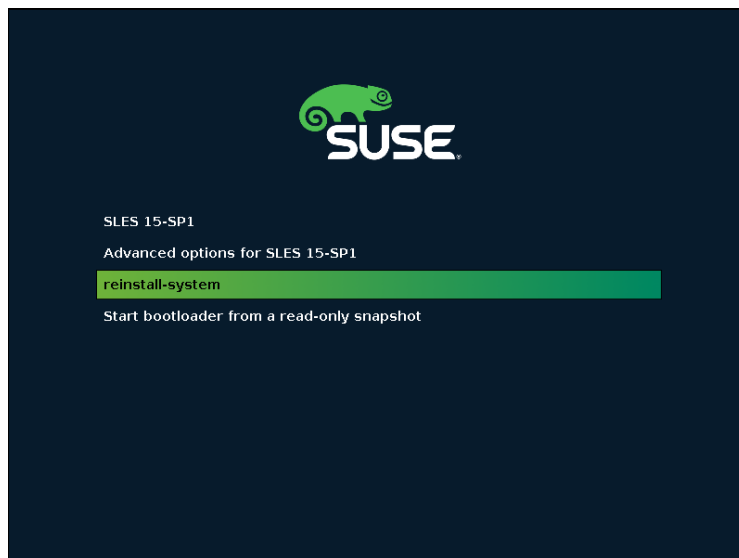 SUSE
SLES 15-SP1
Advanced options for SLES 15-SP1
reinstall-system
Start bootloader from a read-only snapshot